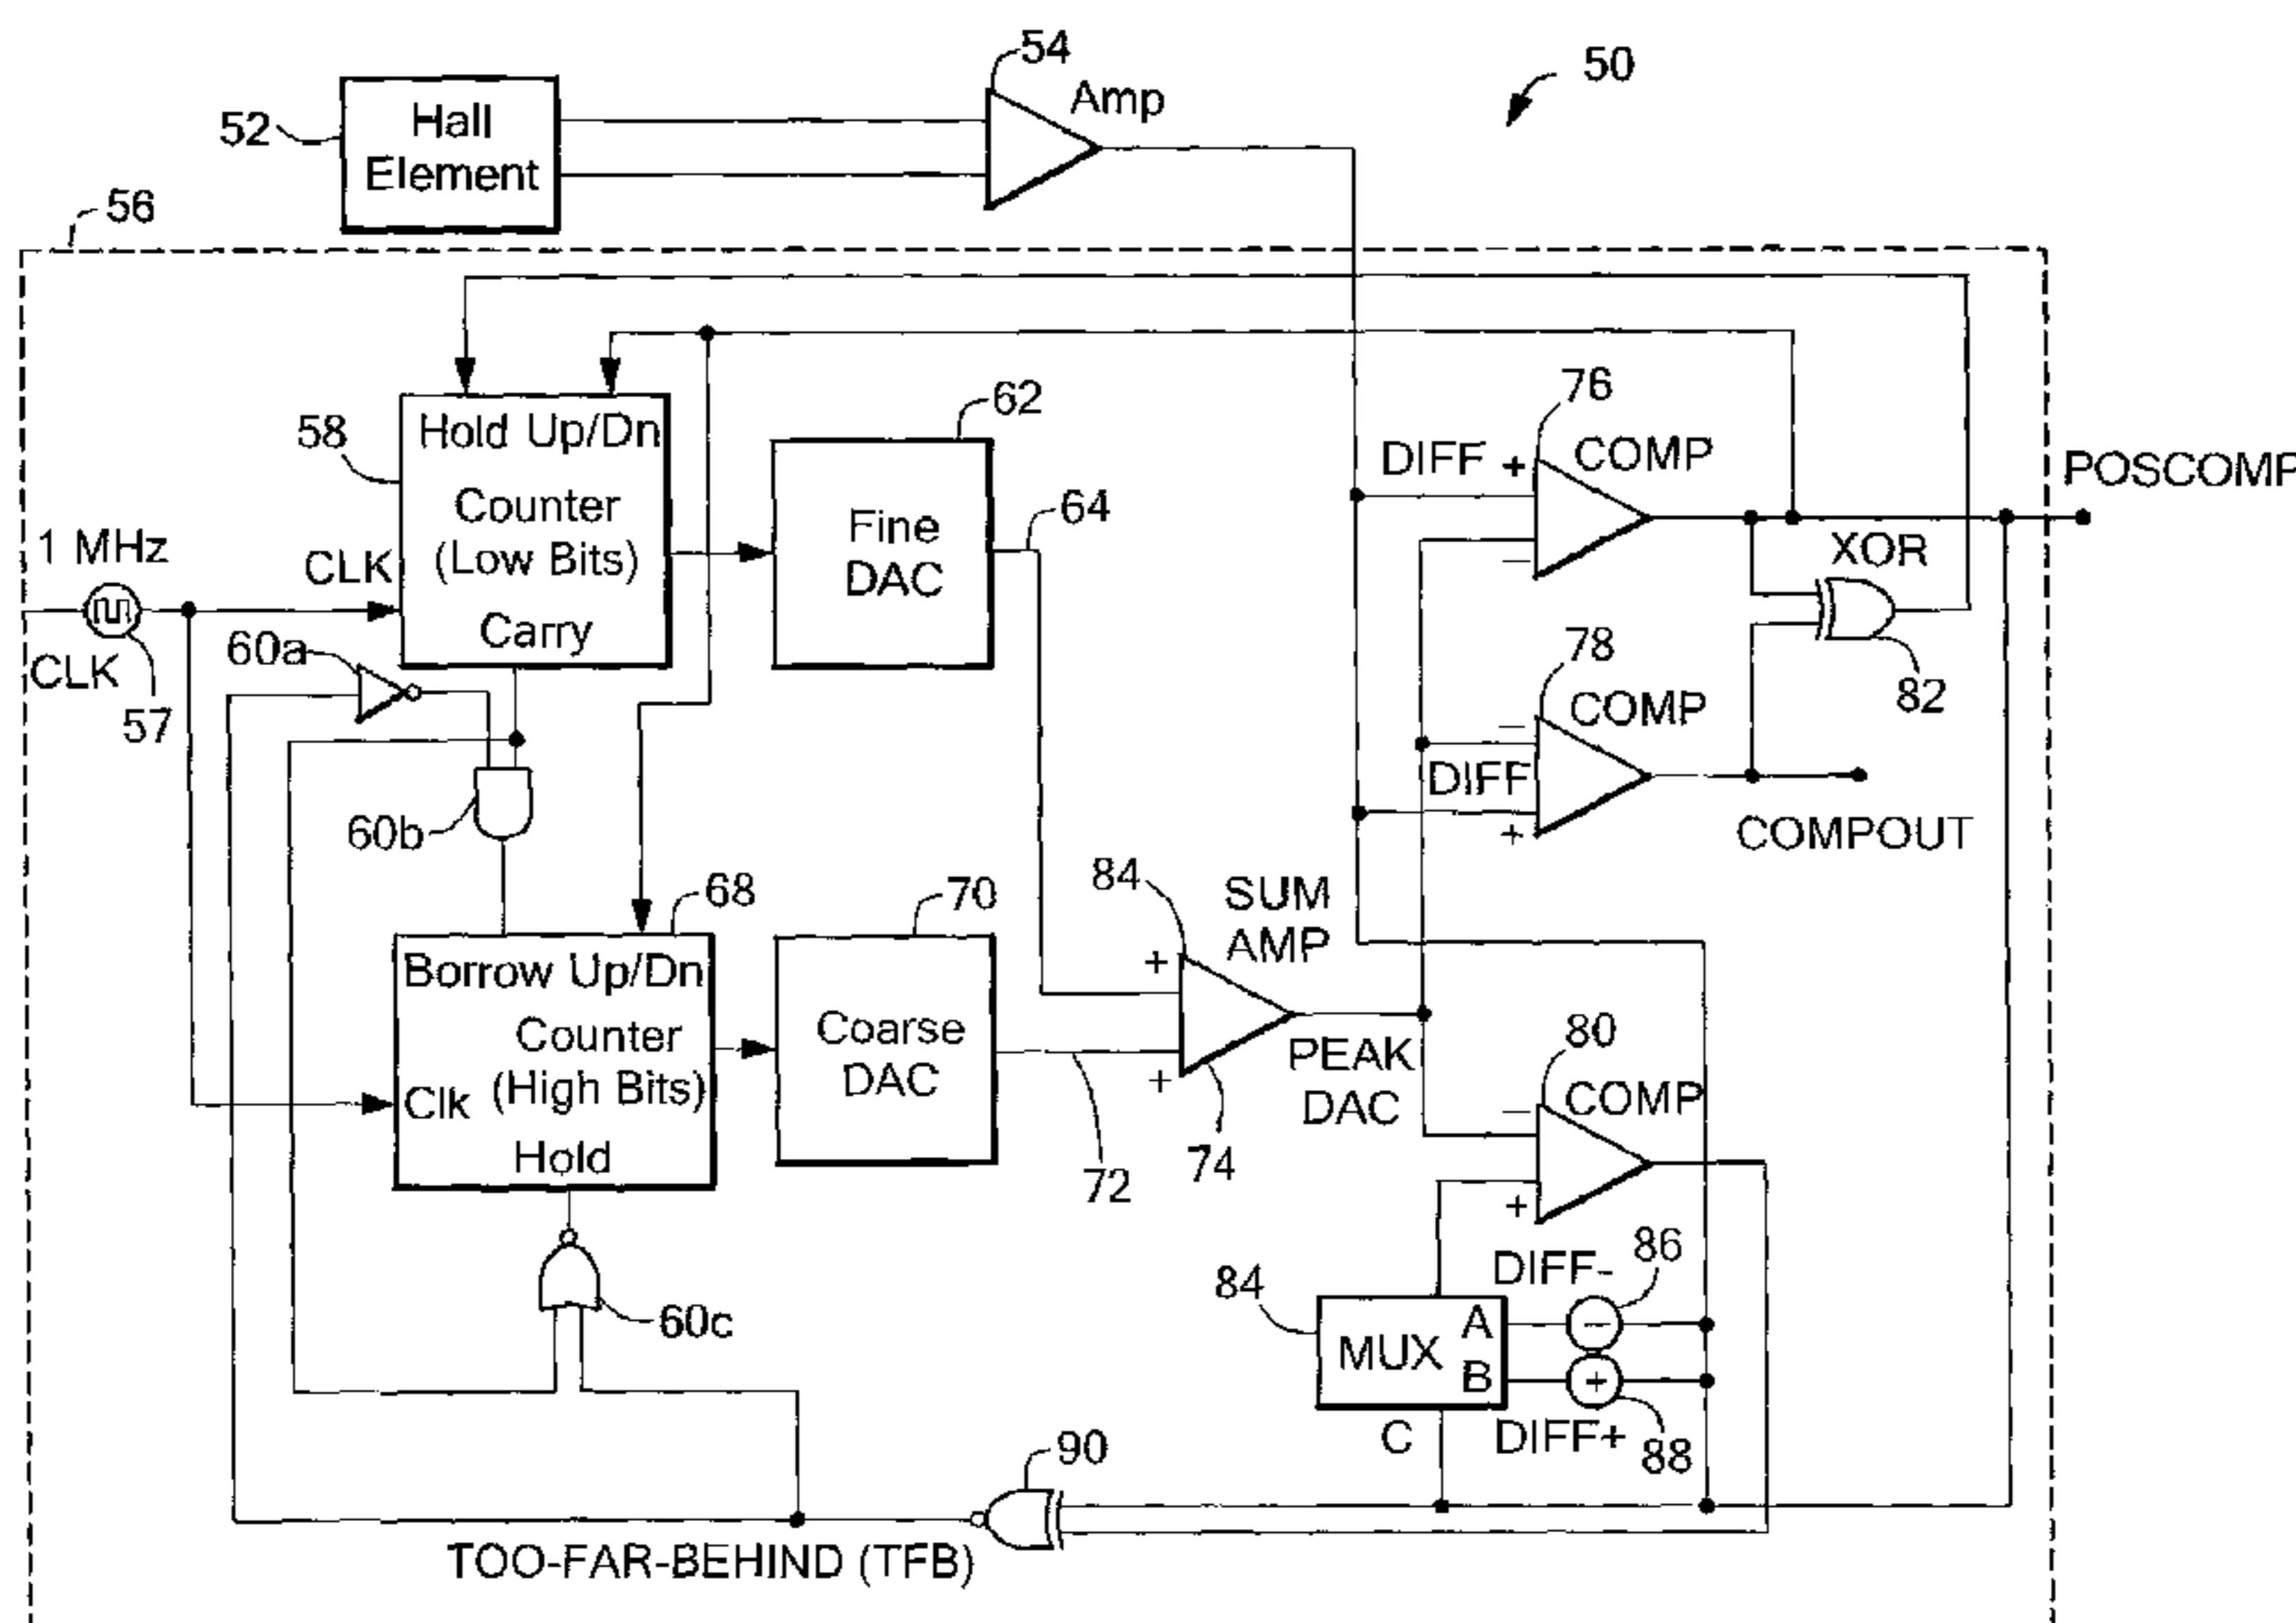 50
54
Amp
52
Hall
Element
56
58
Hold Up/Dn
Counter
(Low Bits)
Carry
62
Fine
DAC
64
76
DIFF +
COMP
−
POSCOMP
XOR
82
1 MHz
CLK
CLK
57
60a
60b
78
COMP
−
DIFF
+
COMPOUT
68
Borrow Up/Dn
Counter
(High Bits)
Clk
Hold
70
Coarse
DAC
72
84
SUM
AMP
+
+
74
PEAK
DAC
80
COMP
−
+
60c
84
MUX
A
B
C
DIFF-
86
−
+
DIFF+
88
90
TOO-FAR-BEHIND (TFB)